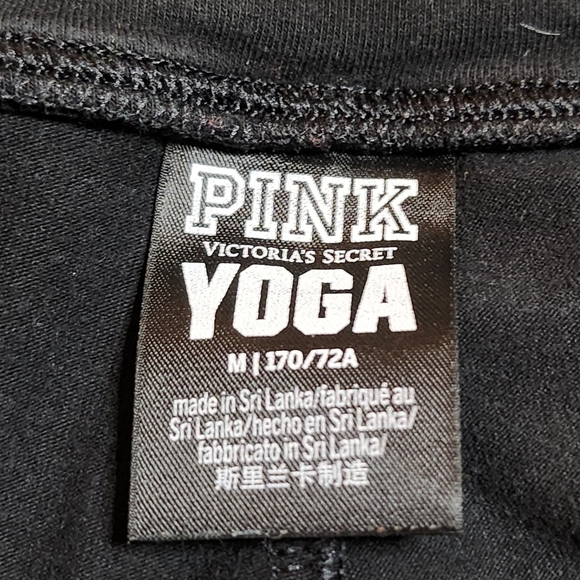 PINK
VICTORIA'S SECRET
YOGA
M | 170/72A
made in Sri Lanka/fabriqué au
Sri Lanka/hecho en Sri Lanka/
fabbricato in Sri Lanka/
斯里兰卡制造